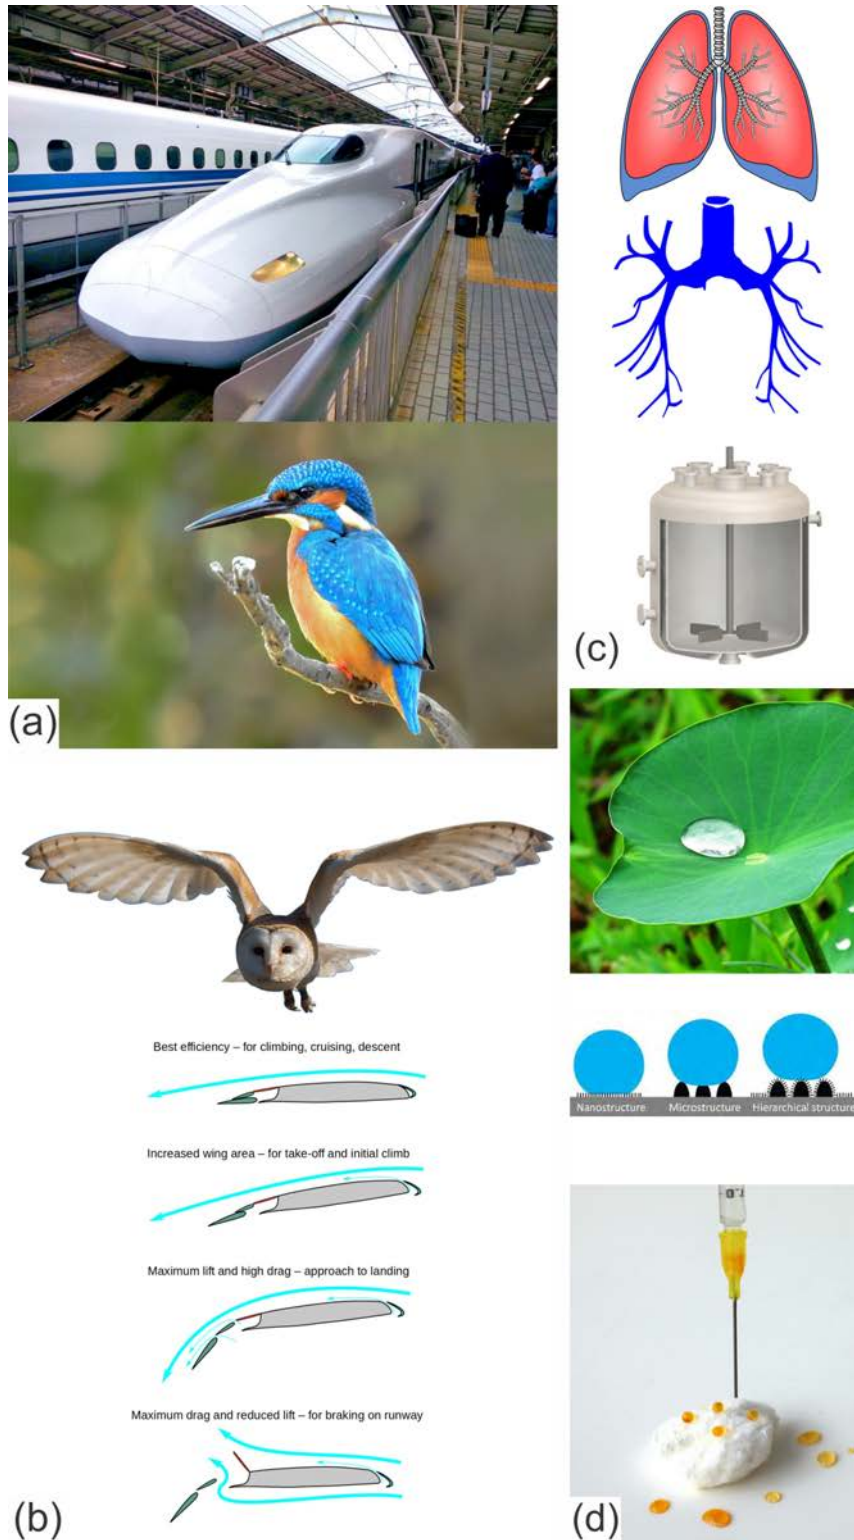 (a)
(c)
Best efficiency – for climbing, cruising, descent
Increased wing area – for take-off and initial climb
Maximum lift and high drag – approach to landing
Maximum drag and reduced lift – for braking on runway
(b)
Nanostructure
Microstructure
Hierarchical structure
(d)